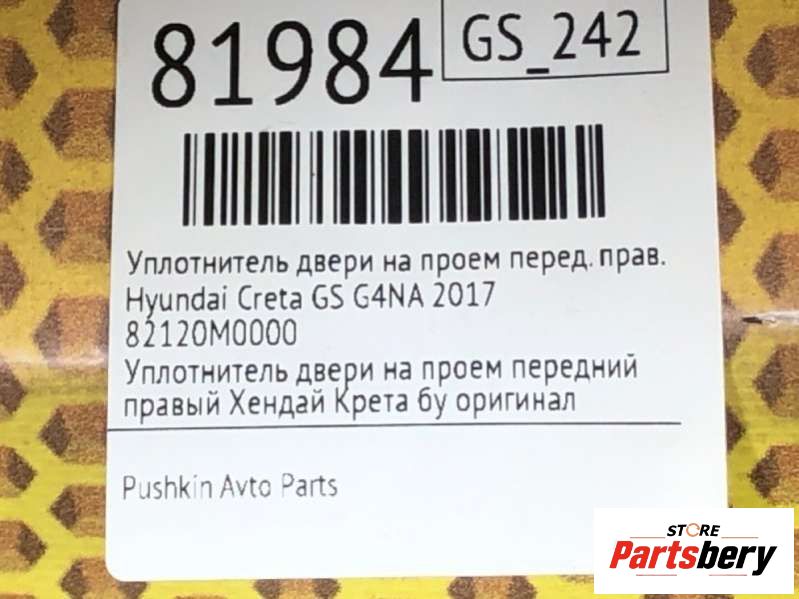 81984
GS_242
Уплотнитель двери на проем перед. прав.
Hyundai Creta GS G4NA 2017
82120M0000
Уплотнитель двери на проем передний
правый Хендай Крета бу оригинал
Pushkin Avto Parts
STORE
Partsbery